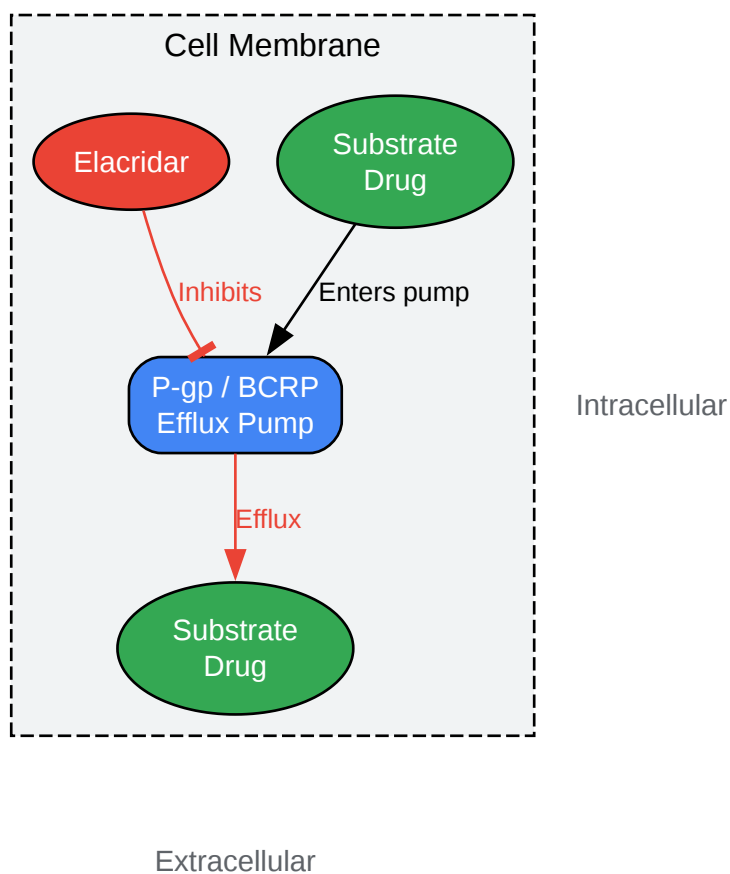 Cell Membrane
Elacridar
Substrate
Drug
Inhibits
Enters pump
P-gp / BCRP
Efflux Pump
Intracellular
Efflux
Substrate
Drug
Extracellular